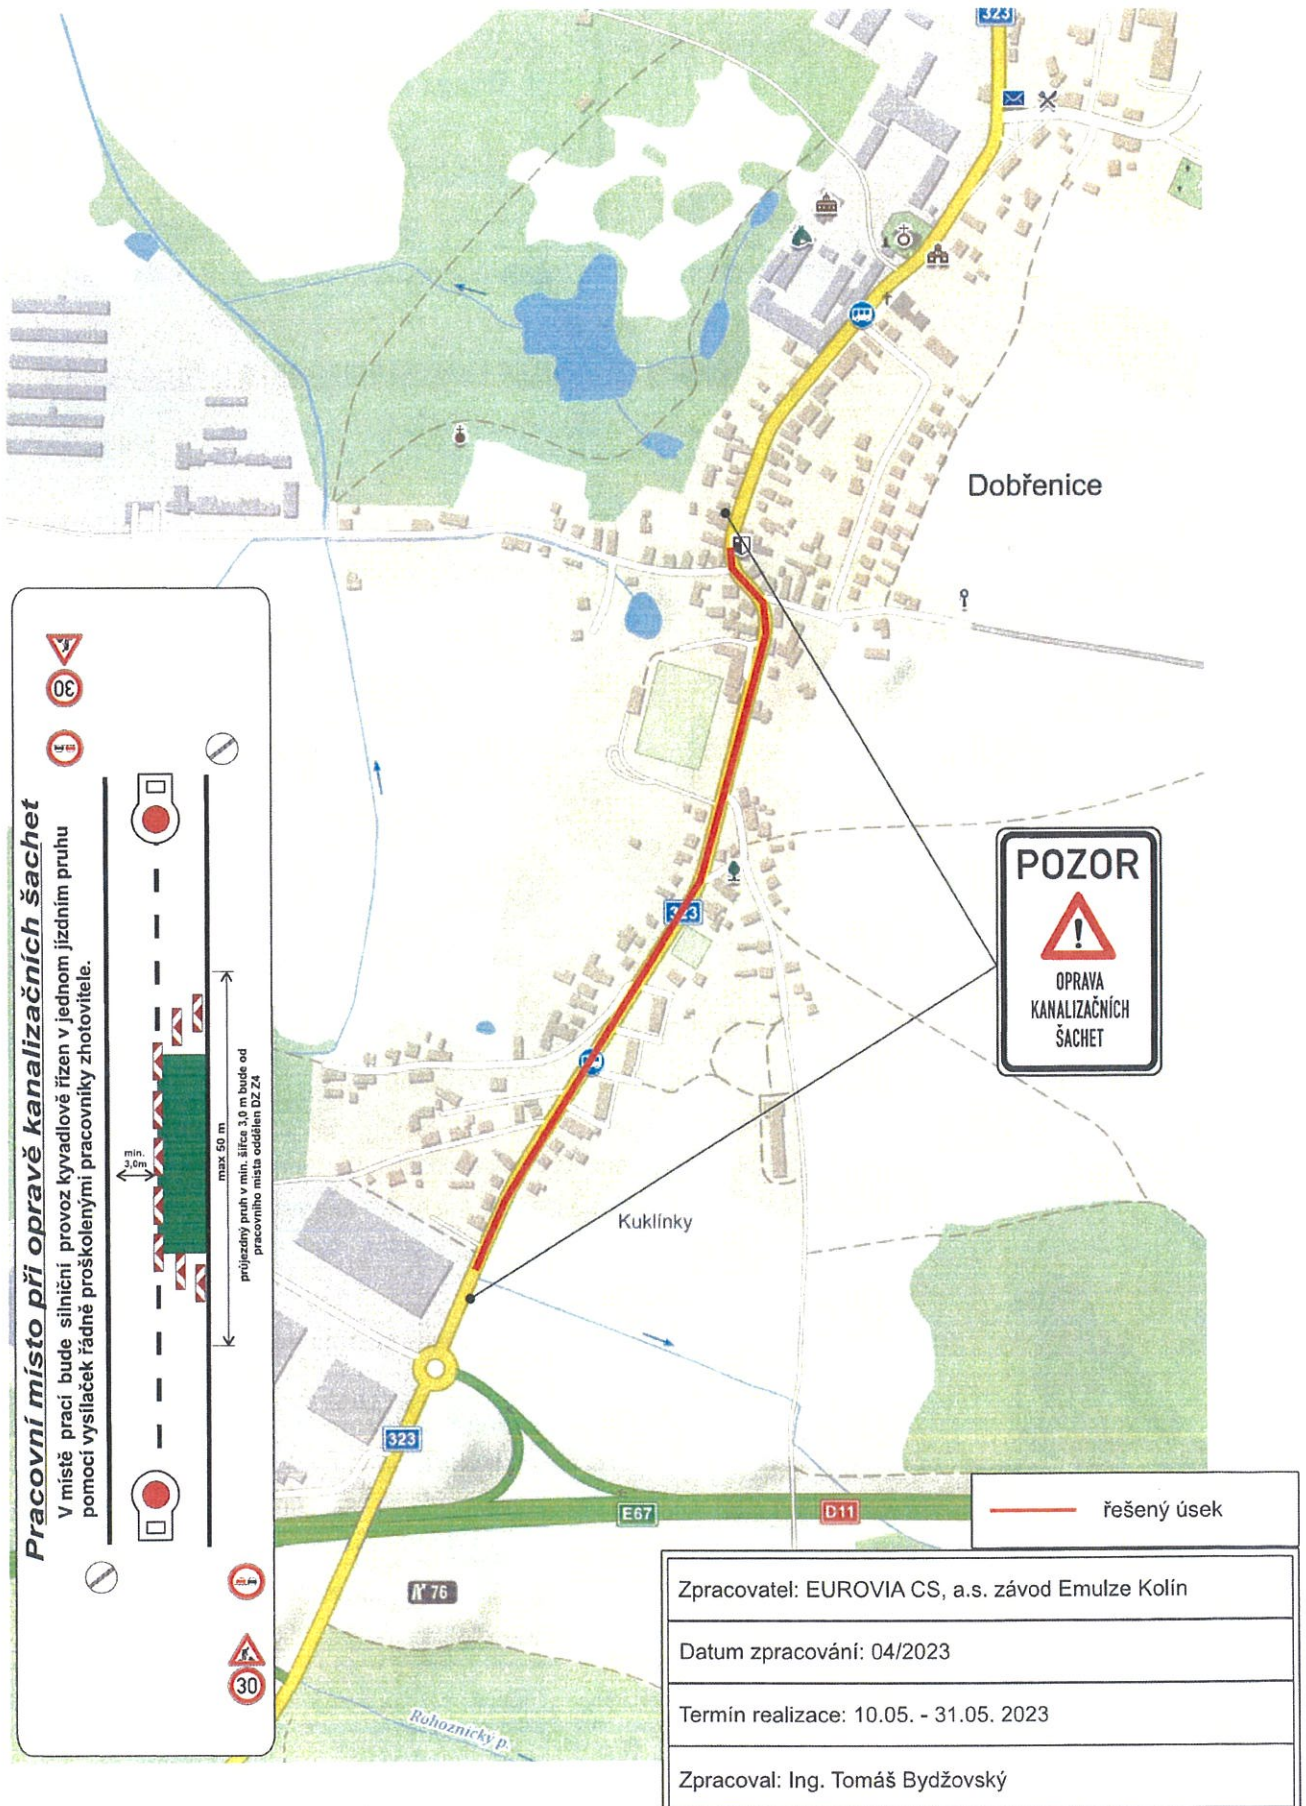 323
Dobřenice
POZOR
OPRAVA
KANALIZAČNÍCH
ŠACHET
323
Kuklínky
323
E67
D11
76
Rohoznický p.
Pracovní místo při opravě kanalizačních šachet
V místě prací bude silniční provoz kyvadlově řízen v jednom jízdním pruhu
pomocí vysílaček řádně proškolenými pracovníky zhotovitele.
30
min.
3,0m
max 50 m
průjezdný pruh v min. šířce 3,0 m bude od
pracovního místa oddělen DZ Z4
30
řešený úsek
Zpracovatel: EUROVIA CS, a.s. závod Emulze Kolín
Datum zpracování: 04/2023
Termín realizace: 10.05. - 31.05. 2023
Zpracoval: Ing. Tomáš Bydžovský